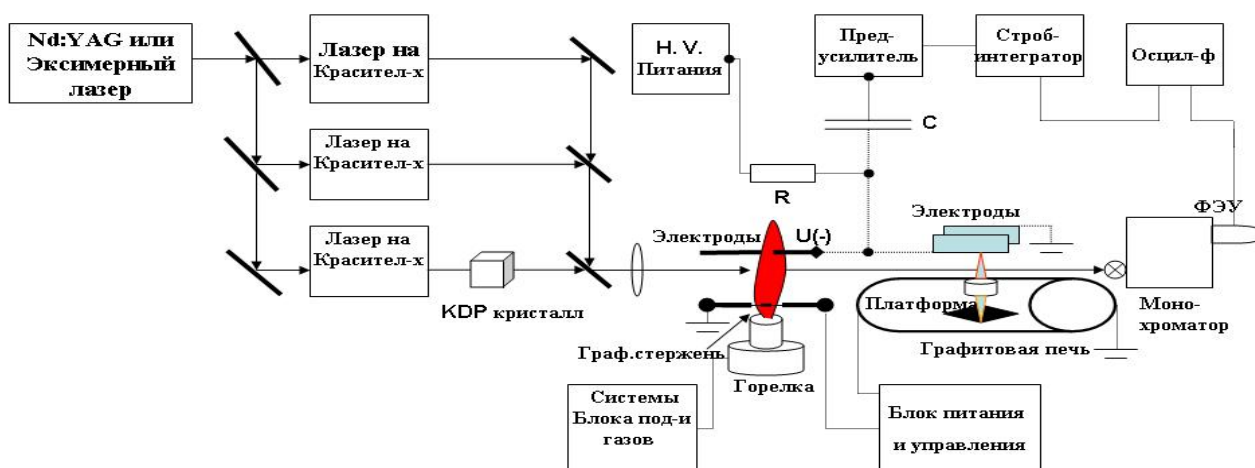 Nd:YAG или
Эксимерный
лазер
Лазер на
Красител-х
Лазер на
Красител-х
Лазер на
Красител-х
KDP кристалл
H. V.
Питания
Пред-
усилитель
Строб-
интегратор
Осцил-ф
C
R
Электроды
U(-)
Электроды
ФЭУ
Платформа
Моно-
хроматор
Графитовая печь
Граф.стержень
Горелка
Системы
Блока под-и
газов
Блок питания
и управления